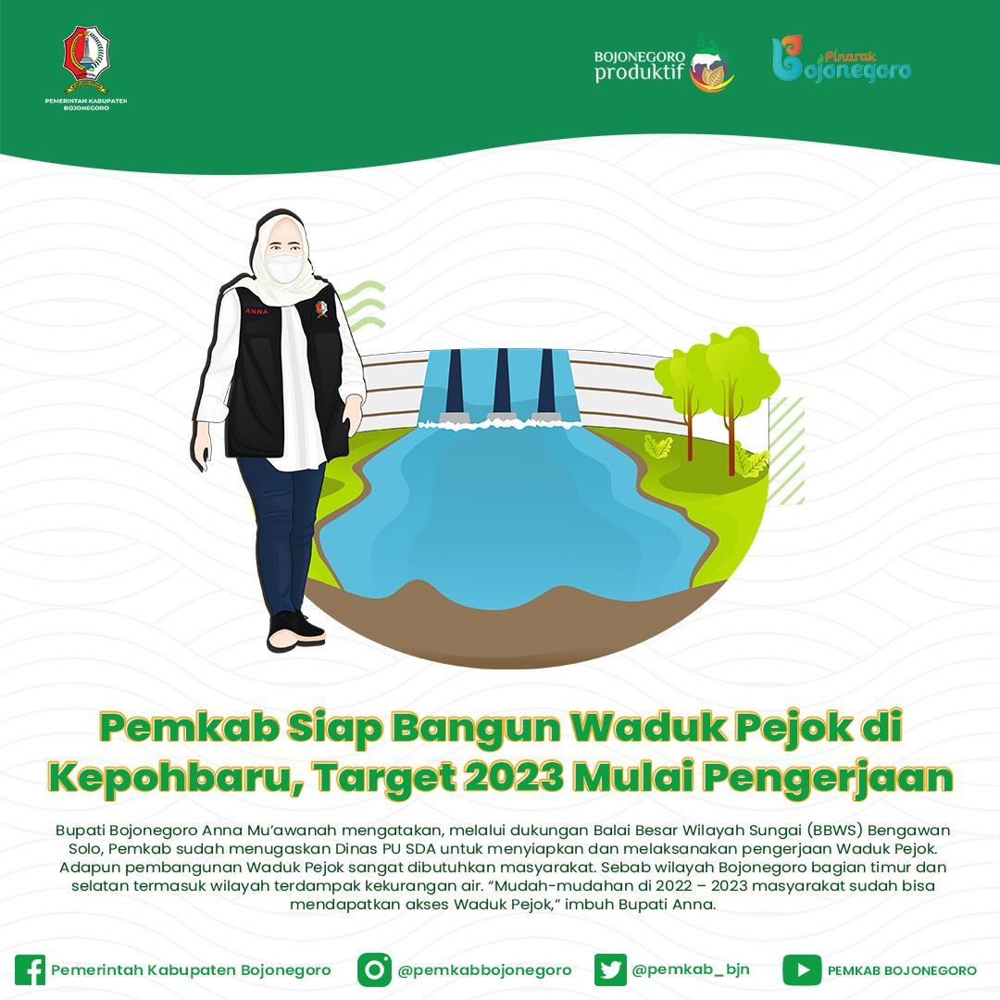 PEMERINTAH KABUPATEN
BOJONEGORO
BOJONEGORO
produktif
Pinarak
Bojonegoro
ANNA
Pemkab Siap Bangun Waduk Pejok di
Kepohbaru, Target 2023 Mulai Pengerjaan
Bupati Bojonegoro Anna Mu’awanah mengatakan, melalui dukungan Balai Besar Wilayah Sungai (BBWS) Bengawan
Solo, Pemkab sudah menugaskan Dinas PU SDA untuk menyiapkan dan melaksanakan pengerjaan Waduk Pejok.
Adapun pembangunan Waduk Pejok sangat dibutuhkan masyarakat. Sebab wilayah Bojonegoro bagian timur dan
selatan termasuk wilayah terdampak kekurangan air. “Mudah-mudahan di 2022 – 2023 masyarakat sudah bisa
mendapatkan akses Waduk Pejok,” imbuh Bupati Anna.
Pemerintah Kabupaten Bojonegoro
@pemkabbojonegoro
@pemkab_bjn
PEMKAB BOJONEGORO